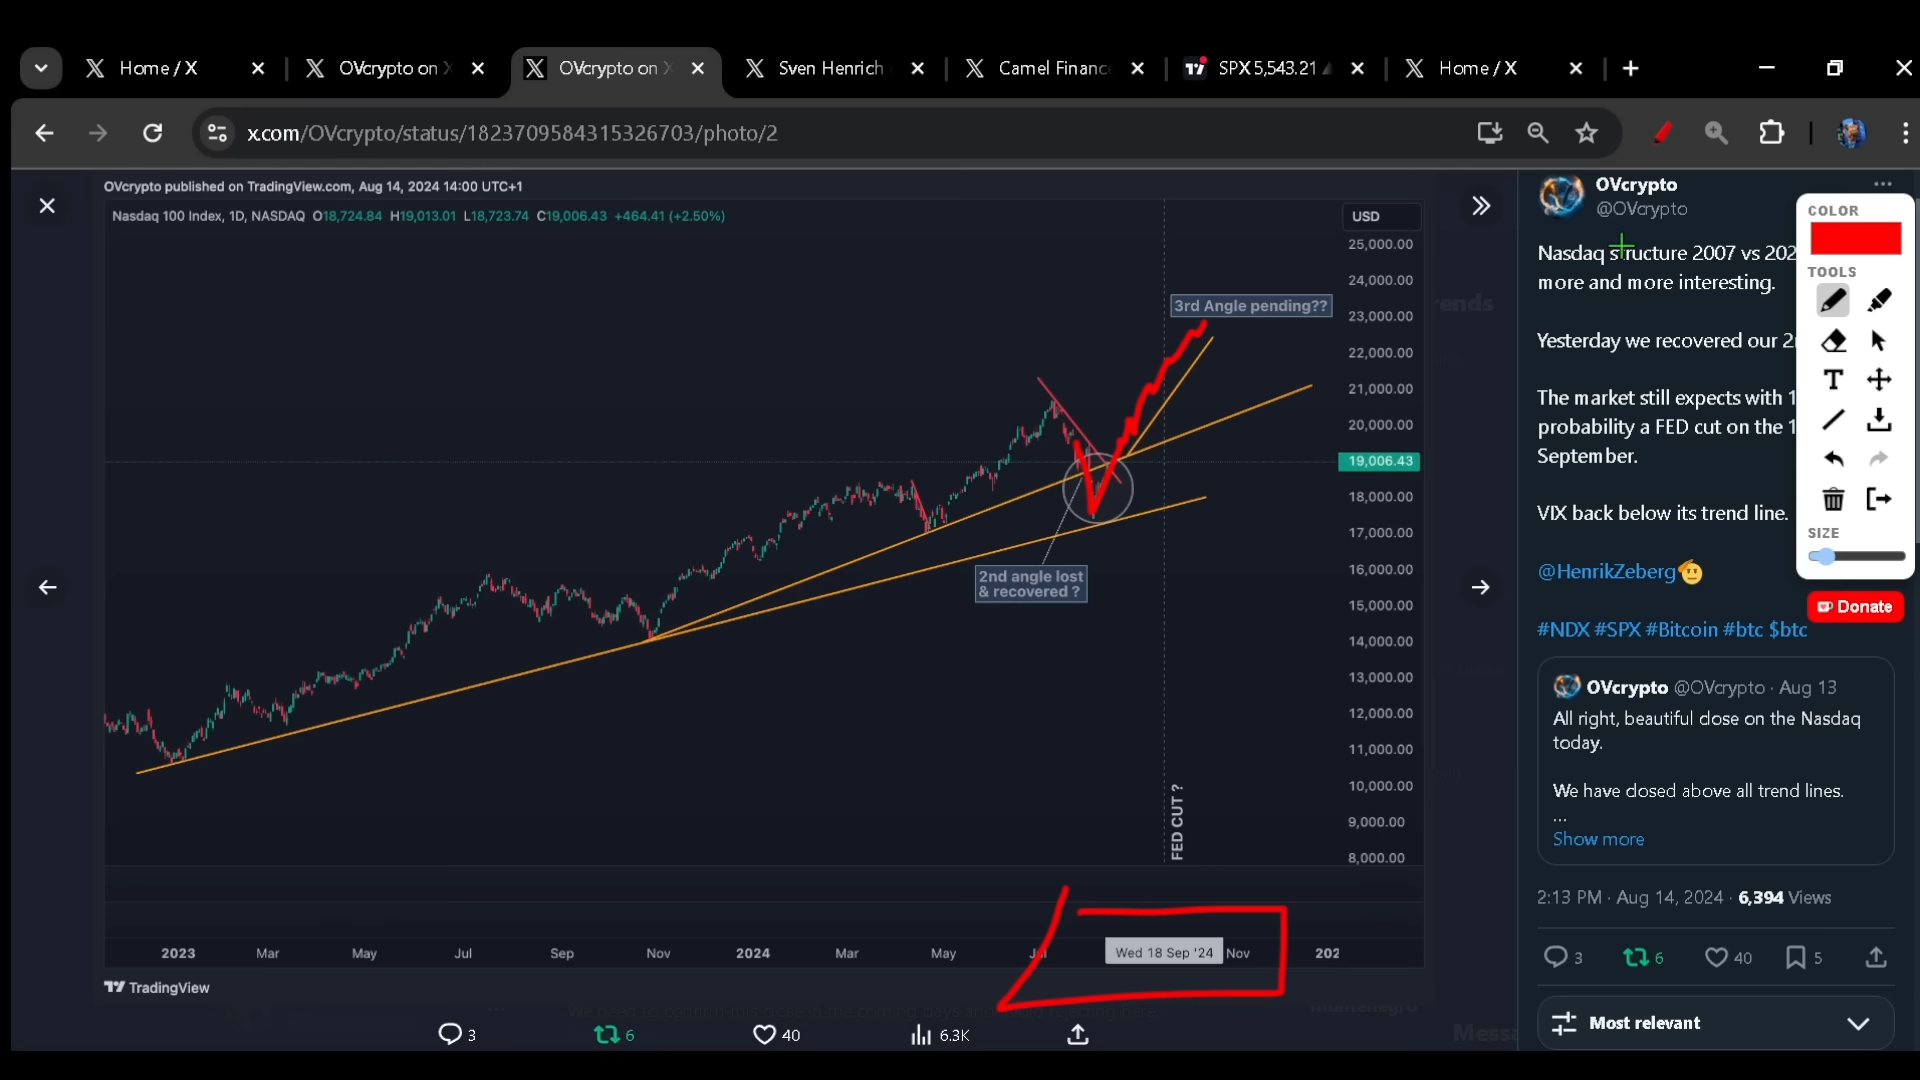 Home / X
OVcrypto on X
OVcrypto on X
Sven Henrich
Camel Financ
SPX 5,543.21
Home / X
x.com/OVcrypto/status/1823709584315326703/photo/2
OVcrypto published on TradingView.com, Aug 14, 2024 14:00 UTC+1
Nasdaq 100 Index, 1D, NASDAQ O18,724.84 H19,013.01 L18,723.74 C19,006.43 +464.41 (+2.50%)
USD
25,000.00
24,000.00
23,000.00
22,000.00
21,000.00
20,000.00
19,006.43
18,000.00
17,000.00
16,000.00
15,000.00
14,000.00
13,000.00
12,000.00
11,000.00
10,000.00
9,000.00
8,000.00
3rd Angle pending??
2nd angle lost
& recovered ?
FED CUT ?
2023 Mar May Jul Sep Nov 2024 Mar May Jul Wed 18 Sep '24 Nov 202
TradingView
3 6 40 6.3K
OVcrypto
@OVcrypto
Nasdaq structure 2007 vs 202
more and more interesting.
Yesterday we recovered our 2
The market still expects with 1
probability a FED cut on the 1
September.
VIX back below its trend line.
@HenrikZeberg
#NDX #SPX #Bitcoin #btc $btc
OVcrypto @OVcrypto · Aug 13
All right, beautiful close on the Nasdaq
today.
We have closed above all trend lines.
...
Show more
2:13 PM · Aug 14, 2024 · 6,394 Views
3 6 40 5
Most relevant
COLOR
TOOLS
T
SIZE
Donate